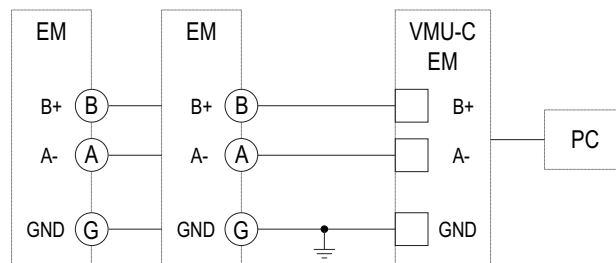 EM EM VMU-C
EM
B+ B B+ B B+
PC
A- A A- A A-
GND G GND G GND